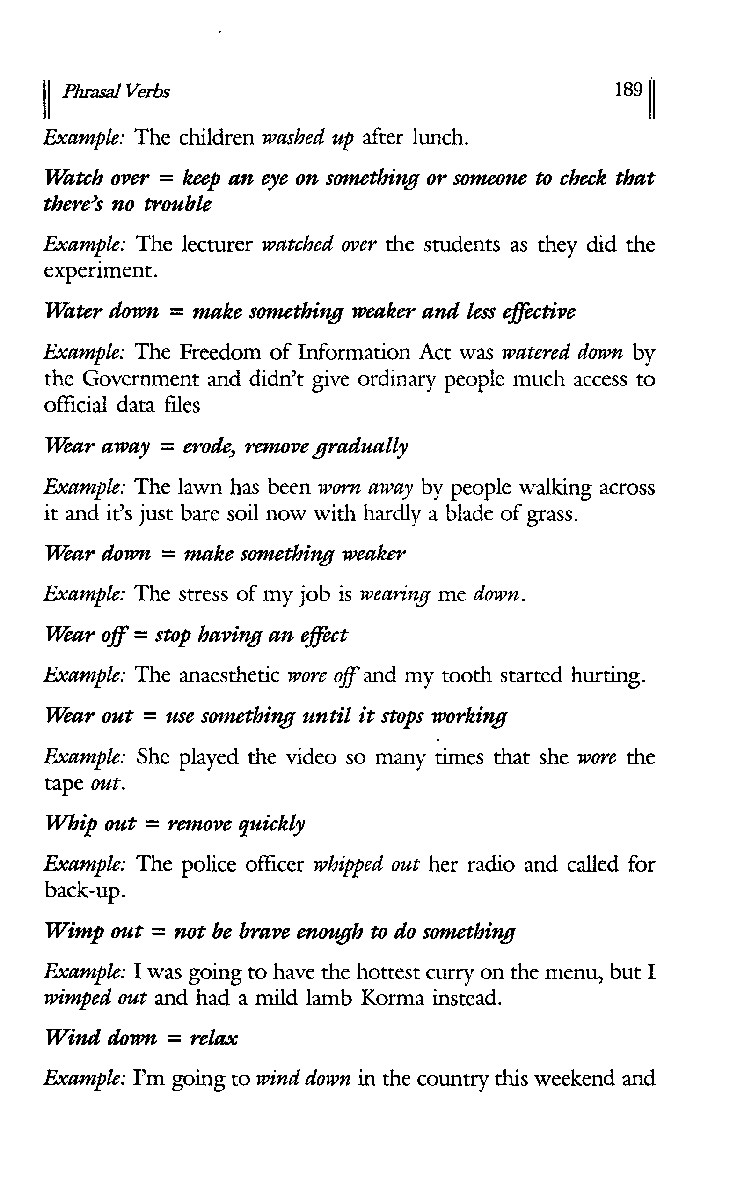 Phrasal Verbs 189
Example: The children washed up after lunch.
Watch over = keep an eye on something or someone to check that
there's no trouble
Example: The lecturer watched over the students as they did the
experiment.
Water down = make something weaker and less effective
Example: The Freedom of Information Act was watered down by
the Government and didn't give ordinary people much access to
official data files
Wear away = erode, remove gradually
Example: The lawn has been worn away by people walking across
it and it's just bare soil now with hardly a blade of grass.
Wear down = make something weaker
Example: The stress of my job is wearing me down.
Wear off = stop having an effect
Example: The anaesthetic wore off and my tooth started hurting.
Wear out = use something until it stops working
Example: She played the video so many times that she wore the
tape out.
Whip out = remove quickly
Example: The police officer whipped out her radio and called for
back-up.
Wimp out = not be brave enough to do something
Example: I was going to have the hottest curry on the menu, but I
wimped out and had a mild lamb Korma instead.
Wind down = relax
Example: I'm going to wind down in the country this weekend and